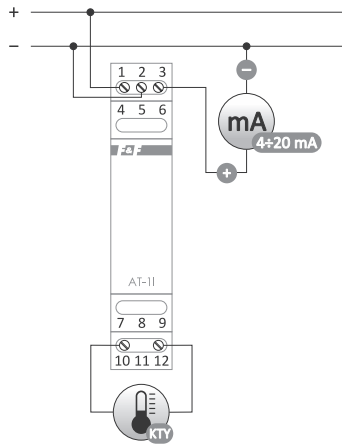 +
−
1 2 3
−
4 5 6
mA
4÷20 mA
F&F
+
AT-1I
7 8 9
10 11 12
KTY